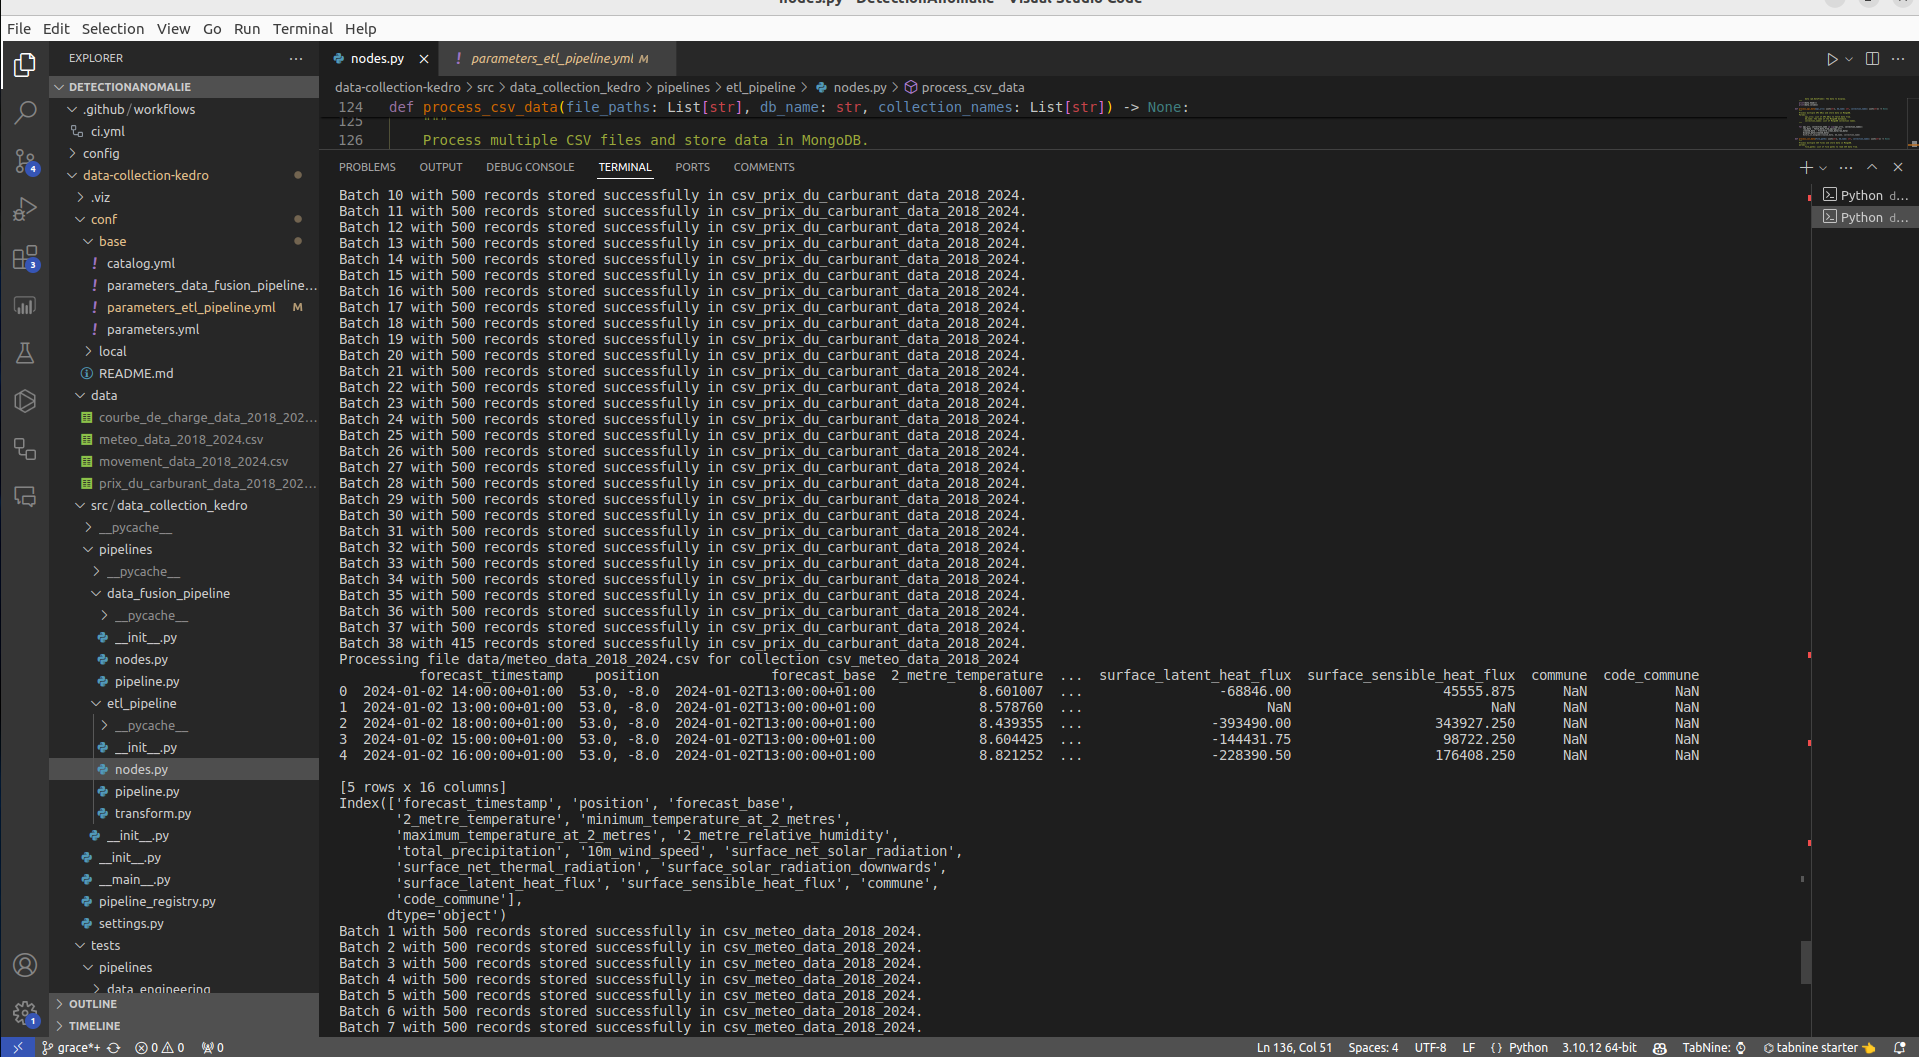 nodes.py - DetectionAnomalie - Visual Studio Code
File Edit Selection View Go Run Terminal Help
EXPLORER
DETECTIONANOMALIE
.github/workflows
ci.yml
config
data-collection-kedro
.viz
conf
base
catalog.yml
parameters_data_fusion_pipeline...
parameters_etl_pipeline.yml M
parameters.yml
local
README.md
data
courbe_de_charge_data_2018_202...
meteo_data_2018_2024.csv
movement_data_2018_2024.csv
prix_du_carburant_data_2018_202...
src/data_collection_kedro
__pycache__
pipelines
__pycache__
data_fusion_pipeline
__pycache__
__init__.py
nodes.py
pipeline.py
etl_pipeline
__pycache__
__init__.py
nodes.py
pipeline.py
transform.py
__init__.py
__init__.py
__main__.py
pipeline_registry.py
settings.py
tests
pipelines
data_engineering
OUTLINE
TIMELINE
4
3
1
nodes.py
parameters_etl_pipeline.yml M
data-collection-kedro > src > data_collection_kedro > pipelines > etl_pipeline > nodes.py > process_csv_data
124 def process_csv_data(file_paths: List[str], db_name: str, collection_names: List[str]) -> None:
125 """
126 Process multiple CSV files and store data in MongoDB.
PROBLEMS OUTPUT DEBUG CONSOLE TERMINAL PORTS COMMENTS
Python d...
Python d...
Batch 10 with 500 records stored successfully in csv_prix_du_carburant_data_2018_2024.
Batch 11 with 500 records stored successfully in csv_prix_du_carburant_data_2018_2024.
Batch 12 with 500 records stored successfully in csv_prix_du_carburant_data_2018_2024.
Batch 13 with 500 records stored successfully in csv_prix_du_carburant_data_2018_2024.
Batch 14 with 500 records stored successfully in csv_prix_du_carburant_data_2018_2024.
Batch 15 with 500 records stored successfully in csv_prix_du_carburant_data_2018_2024.
Batch 16 with 500 records stored successfully in csv_prix_du_carburant_data_2018_2024.
Batch 17 with 500 records stored successfully in csv_prix_du_carburant_data_2018_2024.
Batch 18 with 500 records stored successfully in csv_prix_du_carburant_data_2018_2024.
Batch 19 with 500 records stored successfully in csv_prix_du_carburant_data_2018_2024.
Batch 20 with 500 records stored successfully in csv_prix_du_carburant_data_2018_2024.
Batch 21 with 500 records stored successfully in csv_prix_du_carburant_data_2018_2024.
Batch 22 with 500 records stored successfully in csv_prix_du_carburant_data_2018_2024.
Batch 23 with 500 records stored successfully in csv_prix_du_carburant_data_2018_2024.
Batch 24 with 500 records stored successfully in csv_prix_du_carburant_data_2018_2024.
Batch 25 with 500 records stored successfully in csv_prix_du_carburant_data_2018_2024.
Batch 26 with 500 records stored successfully in csv_prix_du_carburant_data_2018_2024.
Batch 27 with 500 records stored successfully in csv_prix_du_carburant_data_2018_2024.
Batch 28 with 500 records stored successfully in csv_prix_du_carburant_data_2018_2024.
Batch 29 with 500 records stored successfully in csv_prix_du_carburant_data_2018_2024.
Batch 30 with 500 records stored successfully in csv_prix_du_carburant_data_2018_2024.
Batch 31 with 500 records stored successfully in csv_prix_du_carburant_data_2018_2024.
Batch 32 with 500 records stored successfully in csv_prix_du_carburant_data_2018_2024.
Batch 33 with 500 records stored successfully in csv_prix_du_carburant_data_2018_2024.
Batch 34 with 500 records stored successfully in csv_prix_du_carburant_data_2018_2024.
Batch 35 with 500 records stored successfully in csv_prix_du_carburant_data_2018_2024.
Batch 36 with 500 records stored successfully in csv_prix_du_carburant_data_2018_2024.
Batch 37 with 500 records stored successfully in csv_prix_du_carburant_data_2018_2024.
Batch 38 with 415 records stored successfully in csv_prix_du_carburant_data_2018_2024.
Processing file data/meteo_data_2018_2024.csv for collection csv_meteo_data_2018_2024
forecast_timestamp position forecast_base 2_metre_temperature ... surface_latent_heat_flux surface_sensible_heat_flux commune code_commune
0 2024-01-02 14:00:00+01:00 53.0, -8.0 2024-01-02T13:00:00+01:00 8.601007 ... -68846.00 45555.875 NaN NaN
1 2024-01-02 13:00:00+01:00 53.0, -8.0 2024-01-02T13:00:00+01:00 8.578760 ... NaN NaN NaN NaN
2 2024-01-02 18:00:00+01:00 53.0, -8.0 2024-01-02T13:00:00+01:00 8.439355 ... -393490.00 343927.250 NaN NaN
3 2024-01-02 15:00:00+01:00 53.0, -8.0 2024-01-02T13:00:00+01:00 8.604425 ... -144431.75 98722.250 NaN NaN
4 2024-01-02 16:00:00+01:00 53.0, -8.0 2024-01-02T13:00:00+01:00 8.821252 ... -228390.50 176408.250 NaN NaN
[5 rows x 16 columns]
Index(['forecast_timestamp', 'position', 'forecast_base',
'2_metre_temperature', 'minimum_temperature_at_2_metres',
'maximum_temperature_at_2_metres', '2_metre_relative_humidity',
'total_precipitation', '10m_wind_speed', 'surface_net_solar_radiation',
'surface_net_thermal_radiation', 'surface_solar_radiation_downwards',
'surface_latent_heat_flux', 'surface_sensible_heat_flux', 'commune',
'code_commune'],
dtype='object')
Batch 1 with 500 records stored successfully in csv_meteo_data_2018_2024.
Batch 2 with 500 records stored successfully in csv_meteo_data_2018_2024.
Batch 3 with 500 records stored successfully in csv_meteo_data_2018_2024.
Batch 4 with 500 records stored successfully in csv_meteo_data_2018_2024.
Batch 5 with 500 records stored successfully in csv_meteo_data_2018_2024.
Batch 6 with 500 records stored successfully in csv_meteo_data_2018_2024.
Batch 7 with 500 records stored successfully in csv_meteo_data_2018_2024.
grace*+ 0 0 0 Ln 136, Col 51 Spaces: 4 UTF-8 LF {} Python 3.10.12 64-bit TabNine: tabnine starter